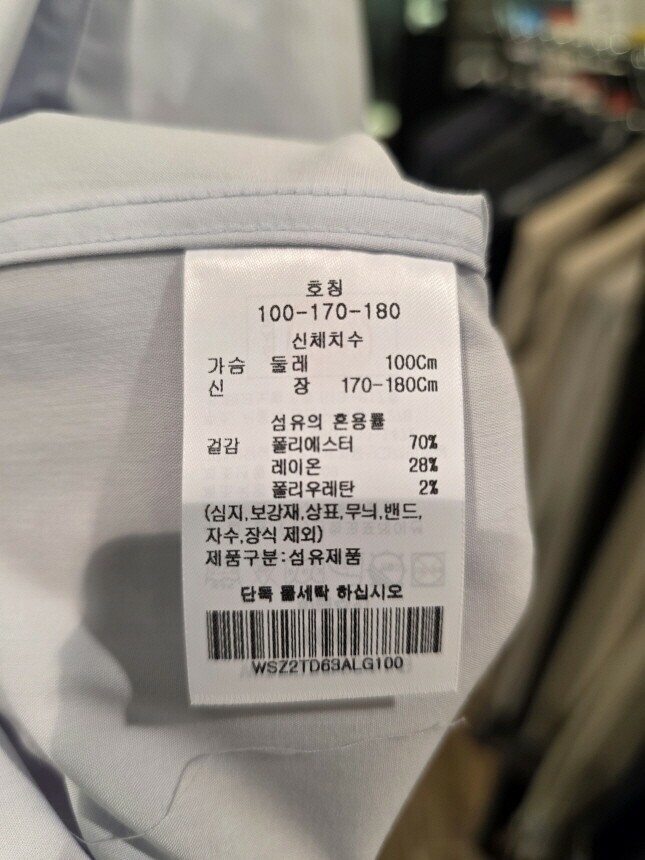 호칭
100-170-180
신체치수
가슴 둘레 100Cm
신 장 170-180Cm
섬유의 혼용률
겉감 폴리에스터 70%
레이온 28%
폴리우레탄 2%
(심지,보강재,상표,무늬,밴드,
자수,장식 제외)
제품구분:섬유제품
단독 물세탁 하십시오
WSZ2TD63ALG100